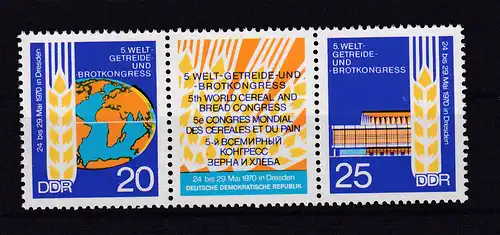 5. WELT-
GETREIDE-UND
-BROTKONGRESS
24 bis 29 Mai 1970 in Dresden
DDR
20
5. WELT-GETREIDE-UND
-BROTKONGRESS
5th WORLD CEREAL AND
BREAD CONGRESS
5e CONGRES MONDIAL
DES CEREALES ET DU PAIN
5-й ВСЕМИРНЫЙ
КОНГРЕСС
ЗЕРНА И ХЛЕБА
24 - 29 Mai 1970 in Dresden
DEUTSCHE DEMOKRATISCHE REPUBLIK
5. WELT-
GETREIDE-UND
-BROTKONGRESS
24 bis 29 Mai 1970 in Dresden
25
DDR